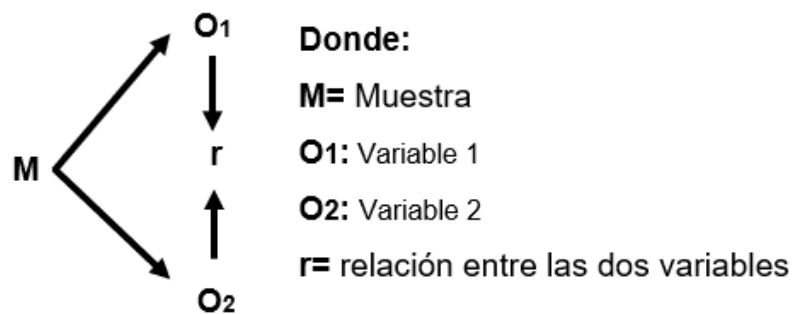 O1
Donde:
M= Muestra
M
r
O1: Variable 1
O2: Variable 2
O2
r= relación entre las dos variables